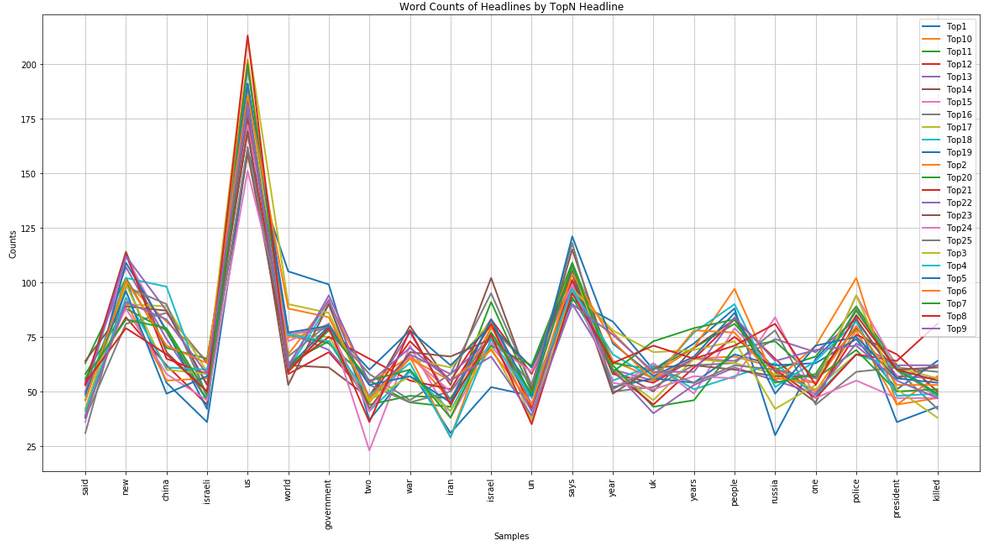 Word Counts of Headlines by TopN Headline
Counts
200
175
150
125
100
75
50
25
Top1
Top10
Top11
Top12
Top13
Top14
Top15
Top16
Top17
Top18
Top19
Top2
Top20
Top21
Top22
Top23
Top24
Top25
Top3
Top4
Top5
Top6
Top7
Top8
Top9
said
new
china
israeli
us
world
government
two
war
iran
israel
un
says
year
uk
years
people
russia
one
police
president
killed
Samples